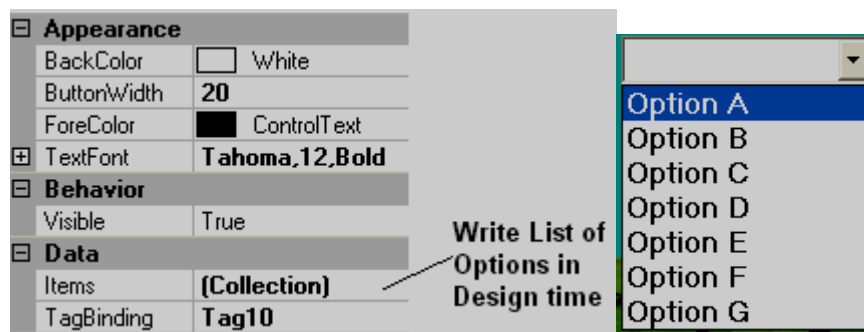 Appearance
BackColor White
ButtonWidth 20
ForeColor ControlText
TextFont Tahoma,12,Bold
Behavior
Visible True
Data
Items (Collection)
TagBinding Tag10
Write List of
Options in
Design time
Option A
Option B
Option C
Option D
Option E
Option F
Option G